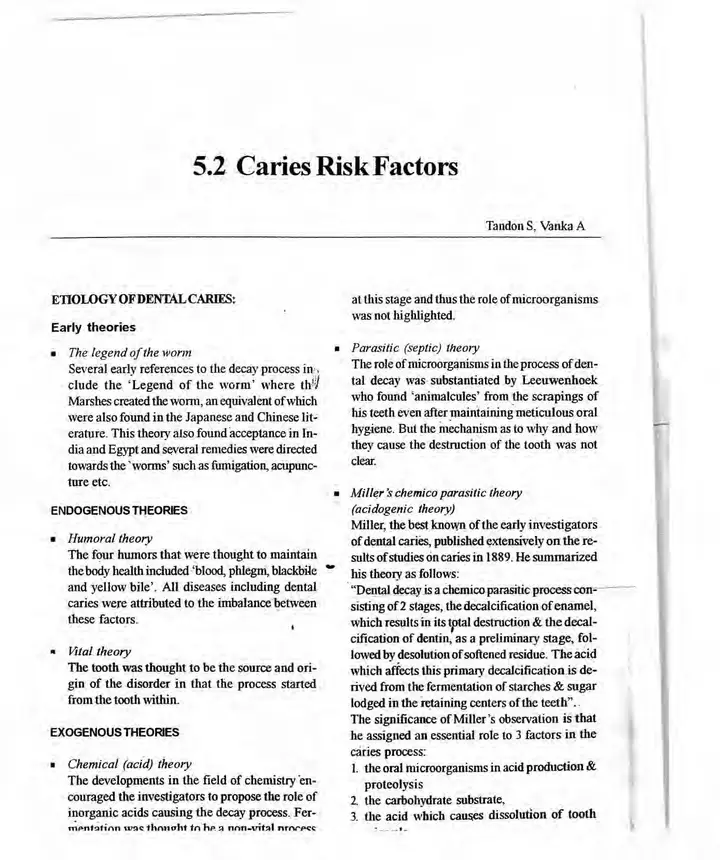 5.2 Caries Risk Factors
Tandon S, Vanka A
ETIOLOGY OF DENTAL CARIES:
Early theories
▪ The legend of the worm
Several early references to the decay process in
clude the ‘Legend of the worm’ where
Marshes created the worm, an equivalent of which
were also found in the Japanese and Chinese lit-
erature. This theory also found acceptance in In-
dia and Egypt and several remedies were directed
towards the ‘worms’ such as fumigation, acupunc-
ture etc.
ENDOGENOUS THEORIES
▪ Humoral theory
The four humors that were thought to maintain
the body health included ‘blood, phlegm, blackbile
and yellow bile’. All diseases including dental
caries were attributed to the imbalance between
these factors.
▪ Vital theory
The tooth was thought to be the source and ori-
gin of the disorder in that the process started
from the tooth within.
EXOGENOUS THEORIES
▪ Chemical (acid) theory
The developments in the field of chemistry en-
couraged the investigators to propose the role of
inorganic acids causing the decay process. Fer-
mentation was thought to be a non-vital process
at this stage and thus the role of microorganisms
was not highlighted.
▪ Parasitic (septic) theory
The role of microorganisms in the process of den-
tal decay was substantiated by Leeuwenhoek
who found ‘animalcules’ from the scrapings of
his teeth even after maintaining meticulous oral
hygiene. But the mechanism as to why and how
they cause the destruction of the tooth was not
clear.
▪ Miller's chemico parasitic theory
(acidogenic theory)
Miller, the best known of the early investigators
of dental caries, published extensively on the re-
sults of studies on caries in 1889. He summarized
his theory as follows:
“Dental decay is a chemico parasitic process con-
sisting of 2 stages, the decalcification of enamel,
which results in its total destruction & the decal-
cification of dentin, as a preliminary stage, fol-
lowed by desolution of softened residue. The acid
which affects this primary decalcification is de-
rived from the fermentation of starches & sugar
lodged in the retaining centers of the teeth”.
The significance of Miller's observation is that
he assigned an essential role to 3 factors in the
caries process:
1. the oral microorganisms in acid production &
proteolysis
2. the carbohydrate substrate,
3. the acid which causes dissolution of tooth